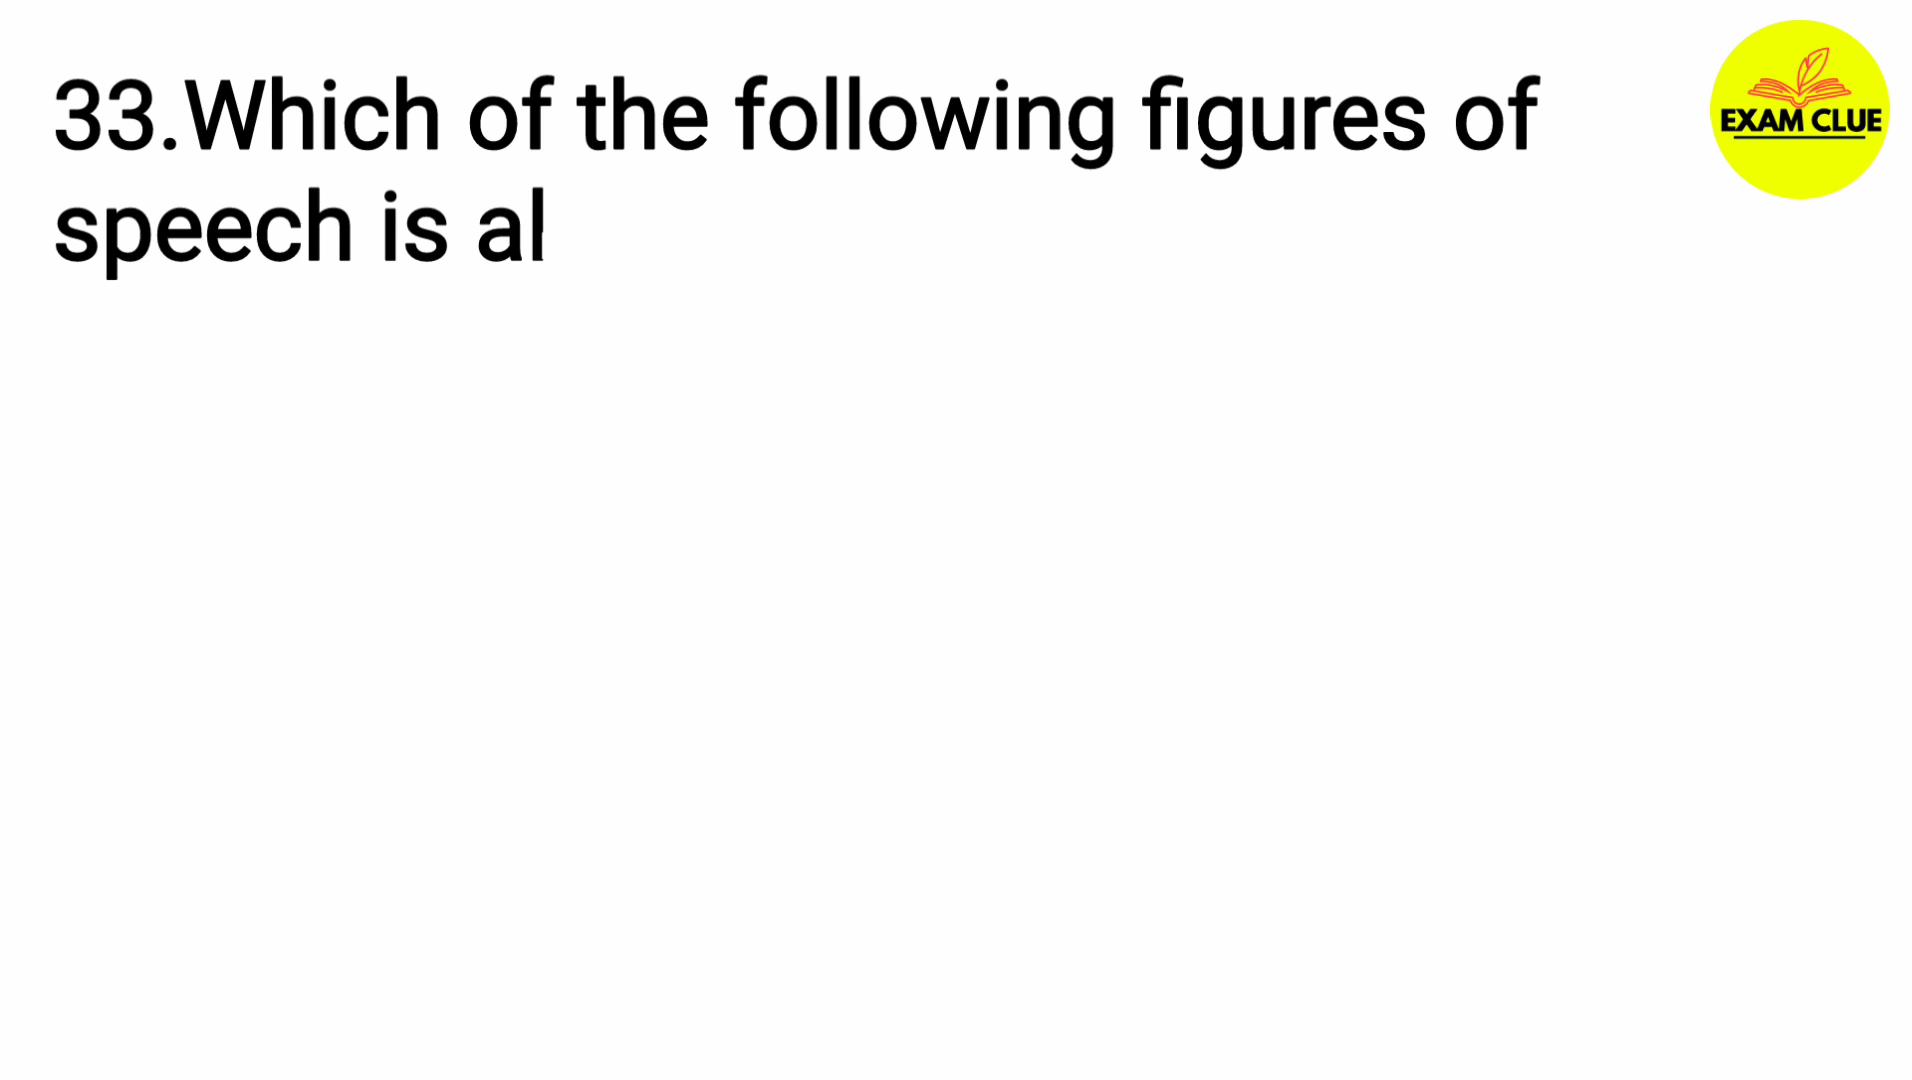 33.Which of the following figures of
speech is al
EXAM CLUE